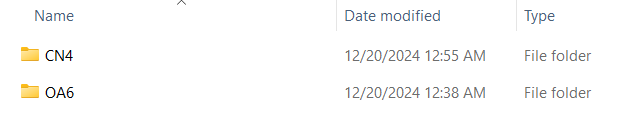 Name Date modified Type
CN4 12/20/2024 12:55 AM File folder
OA6 12/20/2024 12:38 AM File folder